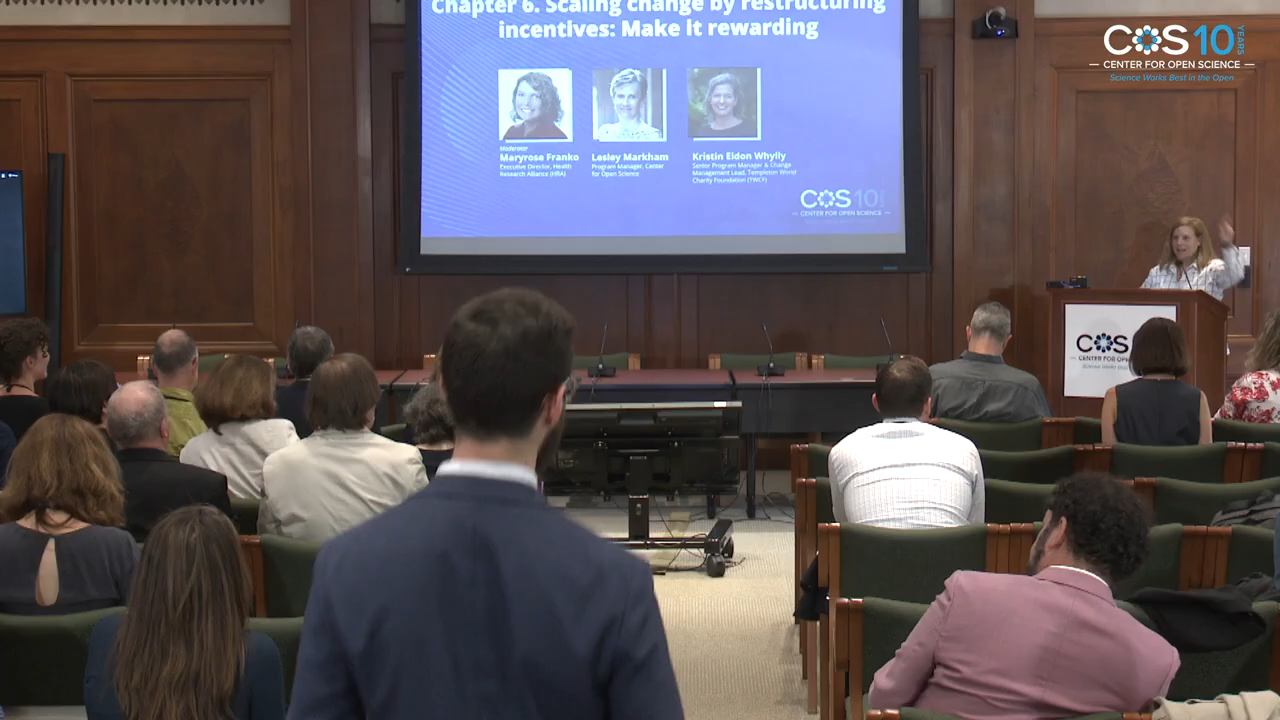 Chapter 6. Scaling change by restructuring
incentives: Make it rewarding
Moderator
Maryrose Franko
Executive Director, Health
Research Alliance (HRA)
Lesley Markham
Program Manager, Center
for Open Science
Kristin Eldon Whylly
Senior Program Manager & Change
Management Lead, Templeton World
Charity Foundation (TWCF)
COS 10
CENTER FOR OPEN SCIENCE
COS 10 YEARS
CENTER FOR OPEN SCIENCE
Science Works Best in the Open
COS
CENTER FOR OPEN
Science